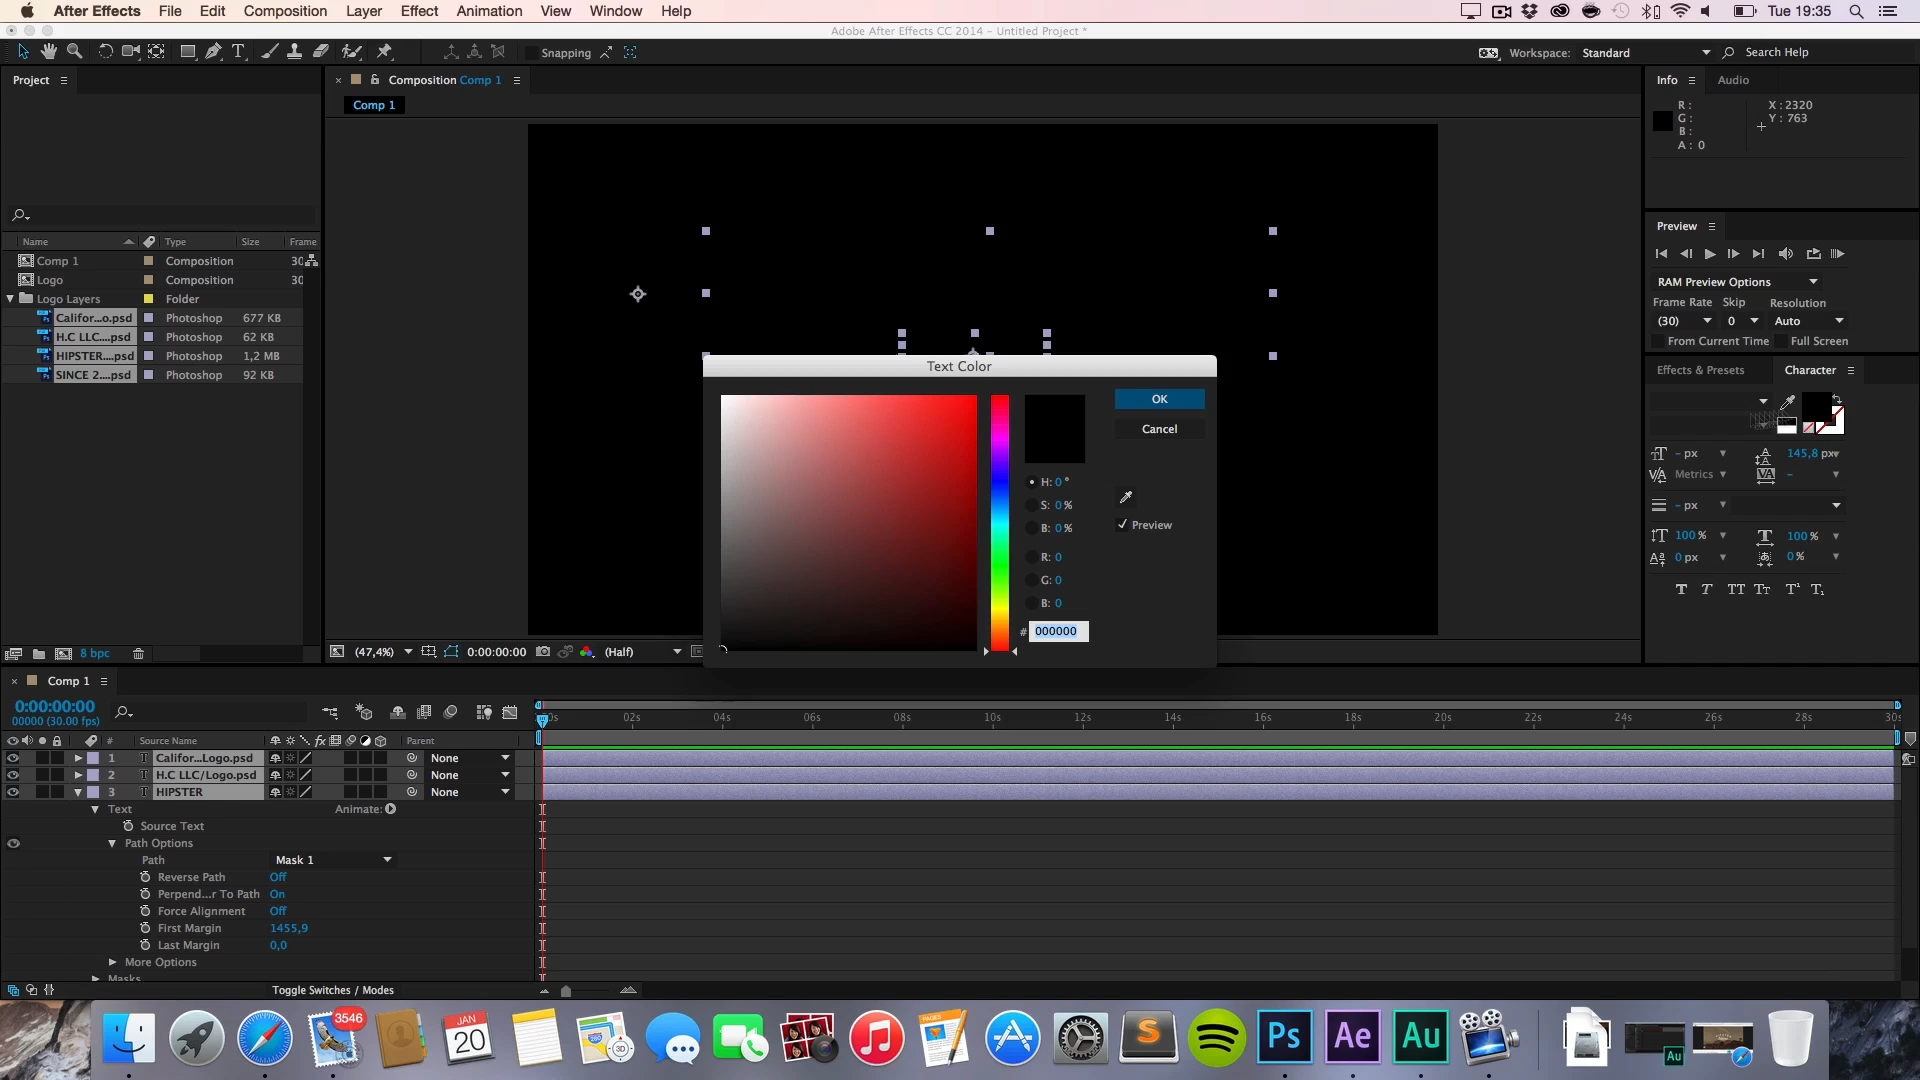 After Effects File Edit Composition Layer Effect Animation View Window Help Tue 19:35
Adobe After Effects CC 2014 - Untitled Project *
Snapping Workspace: Standard Search Help
Project
Composition Comp 1
Comp 1
Info Audio
R : X : 2320
G : Y : 763
B :
A : 0
Name Type Size Frame
Comp 1 Composition 30
Logo Composition 30
Logo Layers Folder
Califor...o.psd Photoshop 677 KB
H.C LLC....psd Photoshop 62 KB
HIPSTER....psd Photoshop 1,2 MB
SINCE 2....psd Photoshop 92 KB
Preview
RAM Preview Options
Frame Rate Skip Resolution
(30) 0 Auto
From Current Time Full Screen
Effects & Presets Character
- px 145,8 px
Metrics -
- px
100 % 100 %
0 px 0 %
Text Color
OK
Cancel
H: 0 °
S: 0 %
B: 0 %
Preview
R: 0
G: 0
B: 0
# 000000
8 bpc
(47,4%) 0:00:00:00 (Half)
Comp 1
0:00:00:00
00000 (30.00 fps)
02s 04s 06s 08s 10s 12s 14s 16s 18s 20s 22s 24s 26s 28s 30s
# Source Name fx Parent
1 T Califor...Logo.psd None
2 T H.C LLC/Logo.psd None
3 T HIPSTER None
Text Animate:
Source Text
Path Options
Path Mask 1
Reverse Path Off
Perpend...r To Path On
Force Alignment Off
First Margin 1455,9
Last Margin 0,0
More Options
Masks
Toggle Switches / Modes
3546
JAN
20
280
3D
PAGES
S
Ps Ae Au
Au